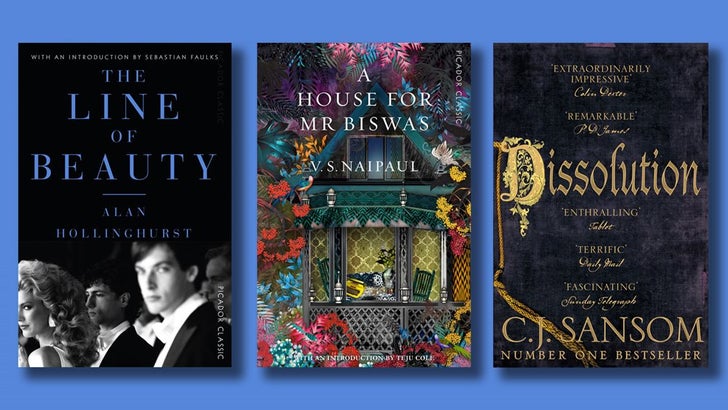 WITH AN INTRODUCTION BY SEBASTIAN FAULKS
THE
LINE
OF
BEAUTY
ALAN
HOLLINGHURST
PICADOR CLASSIC
A
HOUSE FOR
MR BISWAS
V. S. NAIPAUL
WITH AN INTRODUCTION BY TEJU COLE
PICADOR CLASSIC
'EXTRAORDINARILY
IMPRESSIVE'
Colin Dexter
'REMARKABLE'
P. D. James
Dissolution
'ENTHRALLING'
Tablet
'TERRIFIC'
Daily Mail
'FASCINATING'
Sunday Telegraph
C.J. SANSOM
NUMBER ONE BESTSELLER